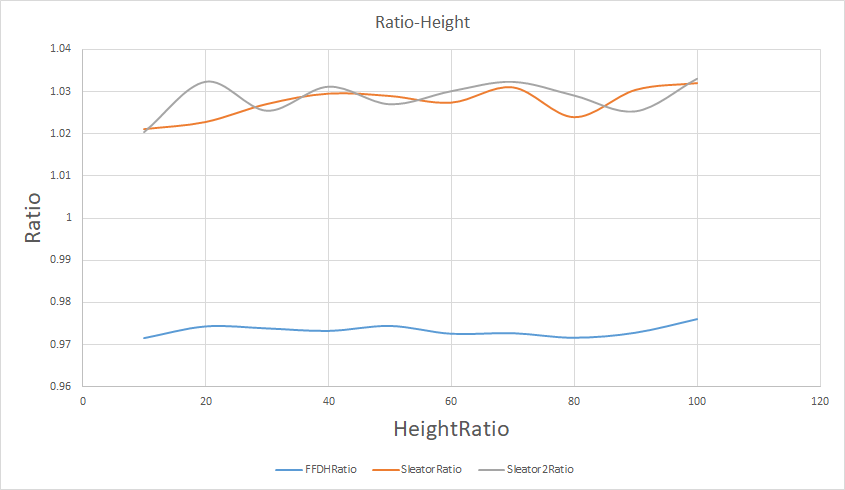 Ratio-Height
1.04
1.03
1.02
1.01
1
0.99
0.98
0.97
0.96
Ratio
0 20 40 60 80 100 120
HeightRatio
FFDHRatio SleatorRatio Sleator2Ratio